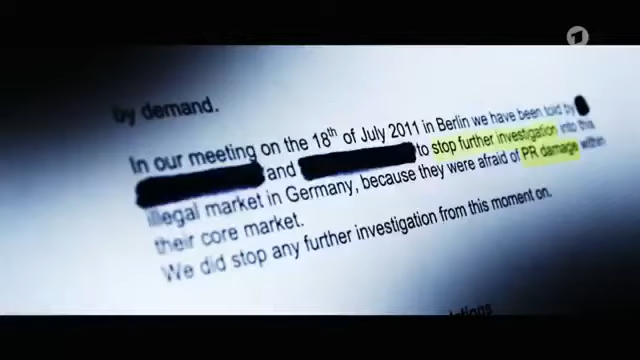 by demand.
In our meeting on the 18th of July 2011 in Berlin we have been told by
and to stop further investigation into this
illegal market in Germany, because they were afraid of PR damage within
their core market.
We did stop any further investigation from this moment on.
1